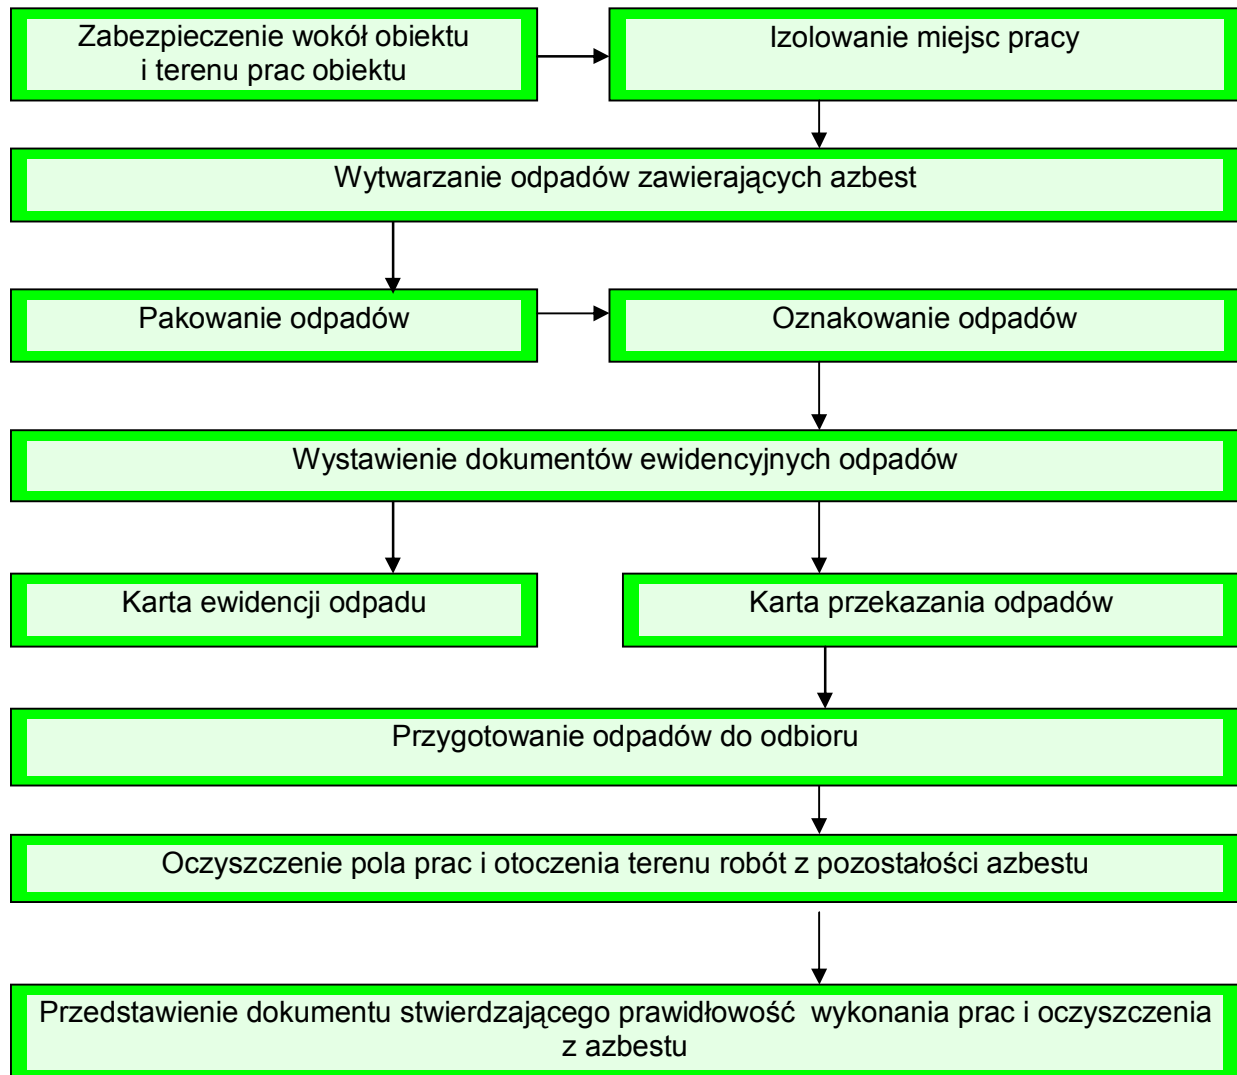 Zabezpieczenie wokół obiektu
i terenu prac obiektu
Izolowanie miejsc pracy
Wytwarzanie odpadów zawierających azbest
Pakowanie odpadów
Oznakowanie odpadów
Wystawienie dokumentów ewidencyjnych odpadów
Karta ewidencji odpadu
Karta przekazania odpadów
Przygotowanie odpadów do odbioru
Oczyszczenie pola prac i otoczenia terenu robót z pozostałości azbestu
Przedstawienie dokumentu stwierdzającego prawidłowość  wykonania prac i oczyszczenia
z azbestu